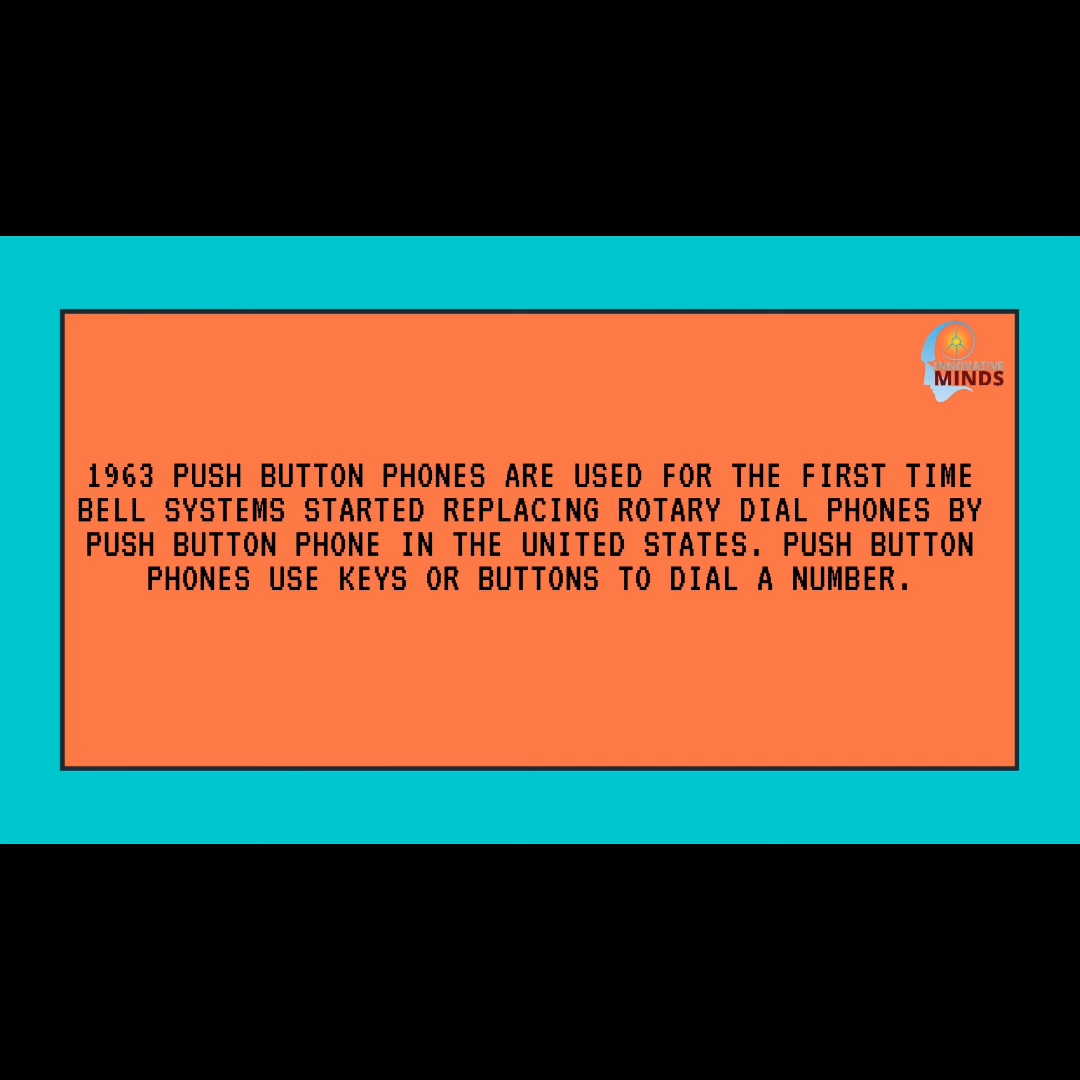 INNOVATIVE
MINDS
1963 PUSH BUTTON PHONES ARE USED FOR THE FIRST TIME
BELL SYSTEMS STARTED REPLACING ROTARY DIAL PHONES BY
PUSH BUTTON PHONE IN THE UNITED STATES. PUSH BUTTON
PHONES USE KEYS OR BUTTONS TO DIAL A NUMBER.